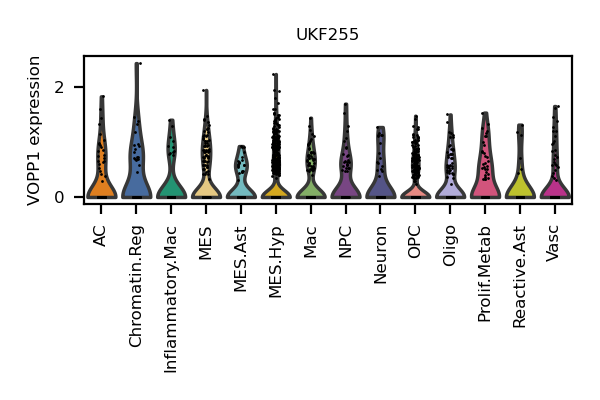 UKF255
VOPP1 expression
2
0
AC
Chromatin.Reg
Inflammatory.Mac
MES
MES.Ast
MES.Hyp
Mac
NPC
Neuron
OPC
Oligo
Prolif.Metab
Reactive.Ast
Vasc